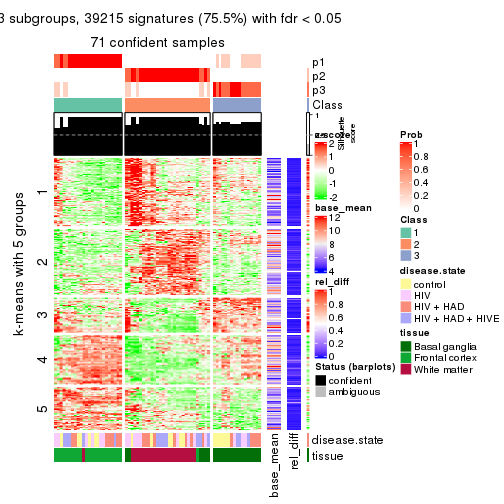 3 subgroups, 39215 signatures (75.5%) with fdr < 0.05
71 confident samples
p1
p2
p3
Class
1
Silhouette
score
k-means with 5 groups
1
2
3
4
5
z-score
2
1
0
-1
-2
base_mean
12
10
8
6
4
rel_diff
1
0.8
0.6
0.4
0.2
0
Status (barplots)
confident
ambiguous
Prob
1
0.8
0.6
0.4
0.2
0
Class
1
2
2
disease.state
control
HIV
HIV + HAD
HIV + HAD + HIVE
tissue
Basal ganglia
Frontal cortex
White matter
disease.state
tissue
base_mean
rel_diff